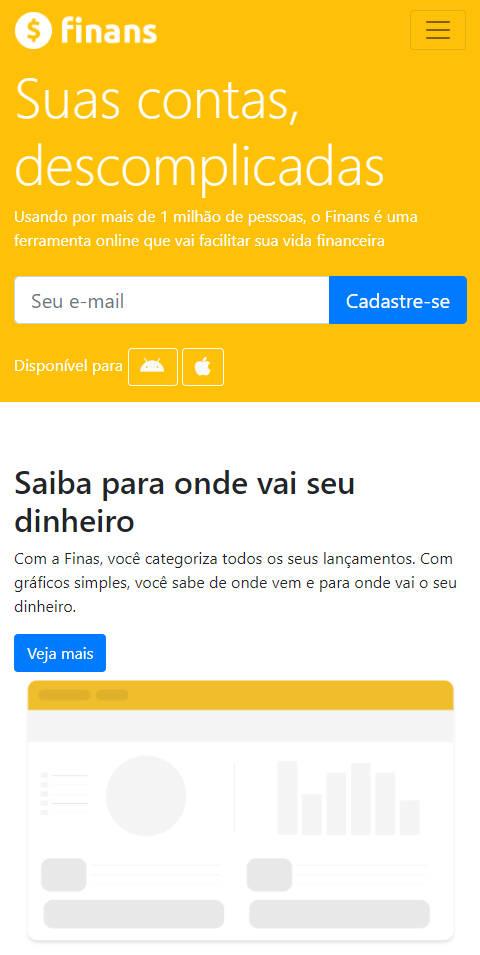 $ finans
Suas contas,
descomplicadas
Usando por mais de 1 milhão de pessoas, o Finans é uma
ferramenta online que vai facilitar sua vida financeira
Seu e-mail
Cadastre-se
Disponível para
Saiba para onde vai seu
dinheiro
Com a Finas, você categoriza todos os seus lançamentos. Com
gráficos simples, você sabe de onde vem e para onde vai o seu
dinheiro.
Veja mais